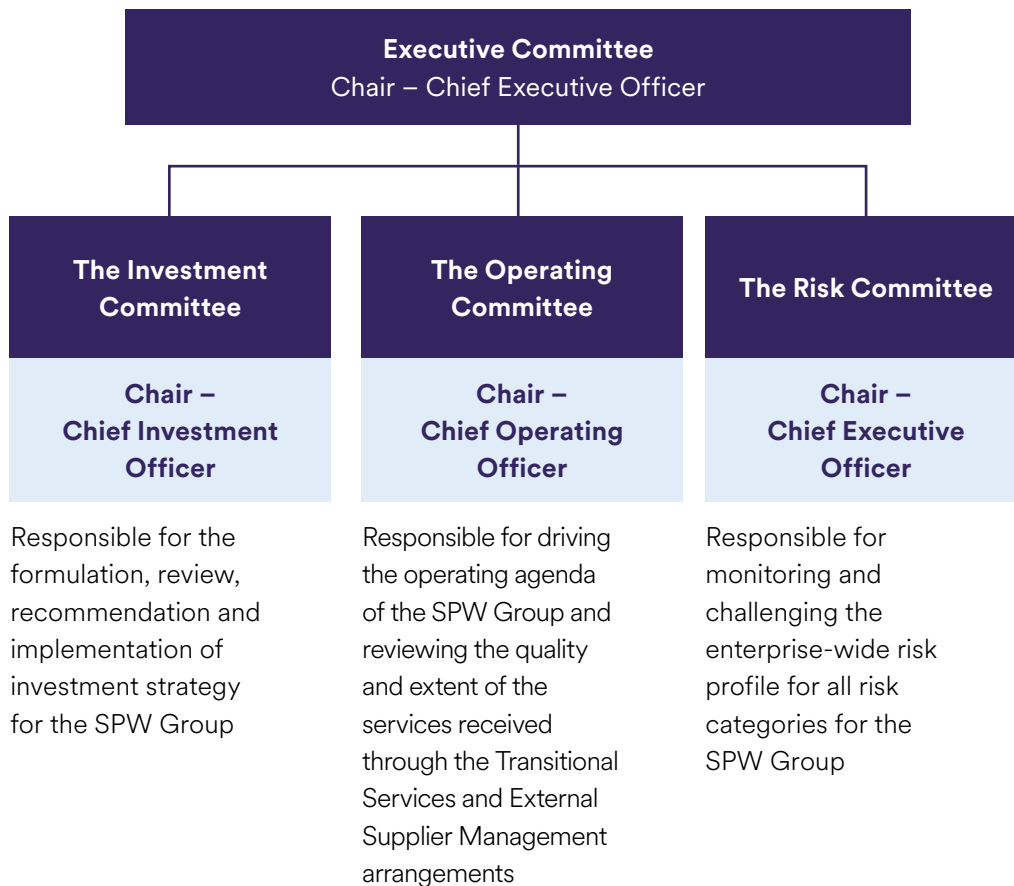 Executive Committee
Chair – Chief Executive Officer
The Investment
Committee
Chair –
Chief Investment
Officer
Responsible for the
formulation, review,
recommendation and
implementation of
investment strategy
for the SPW Group
The Operating
Committee
Chair –
Chief Operating
Officer
Responsible for driving
the operating agenda
of the SPW Group and
reviewing the quality
and extent of the
services received
through the Transitional
Services and External
Supplier Management
arrangements
The Risk Committee
Chair –
Chief Executive
Officer
Responsible for
monitoring and
challenging the
enterprise-wide risk
profile for all risk
categories for the
SPW Group